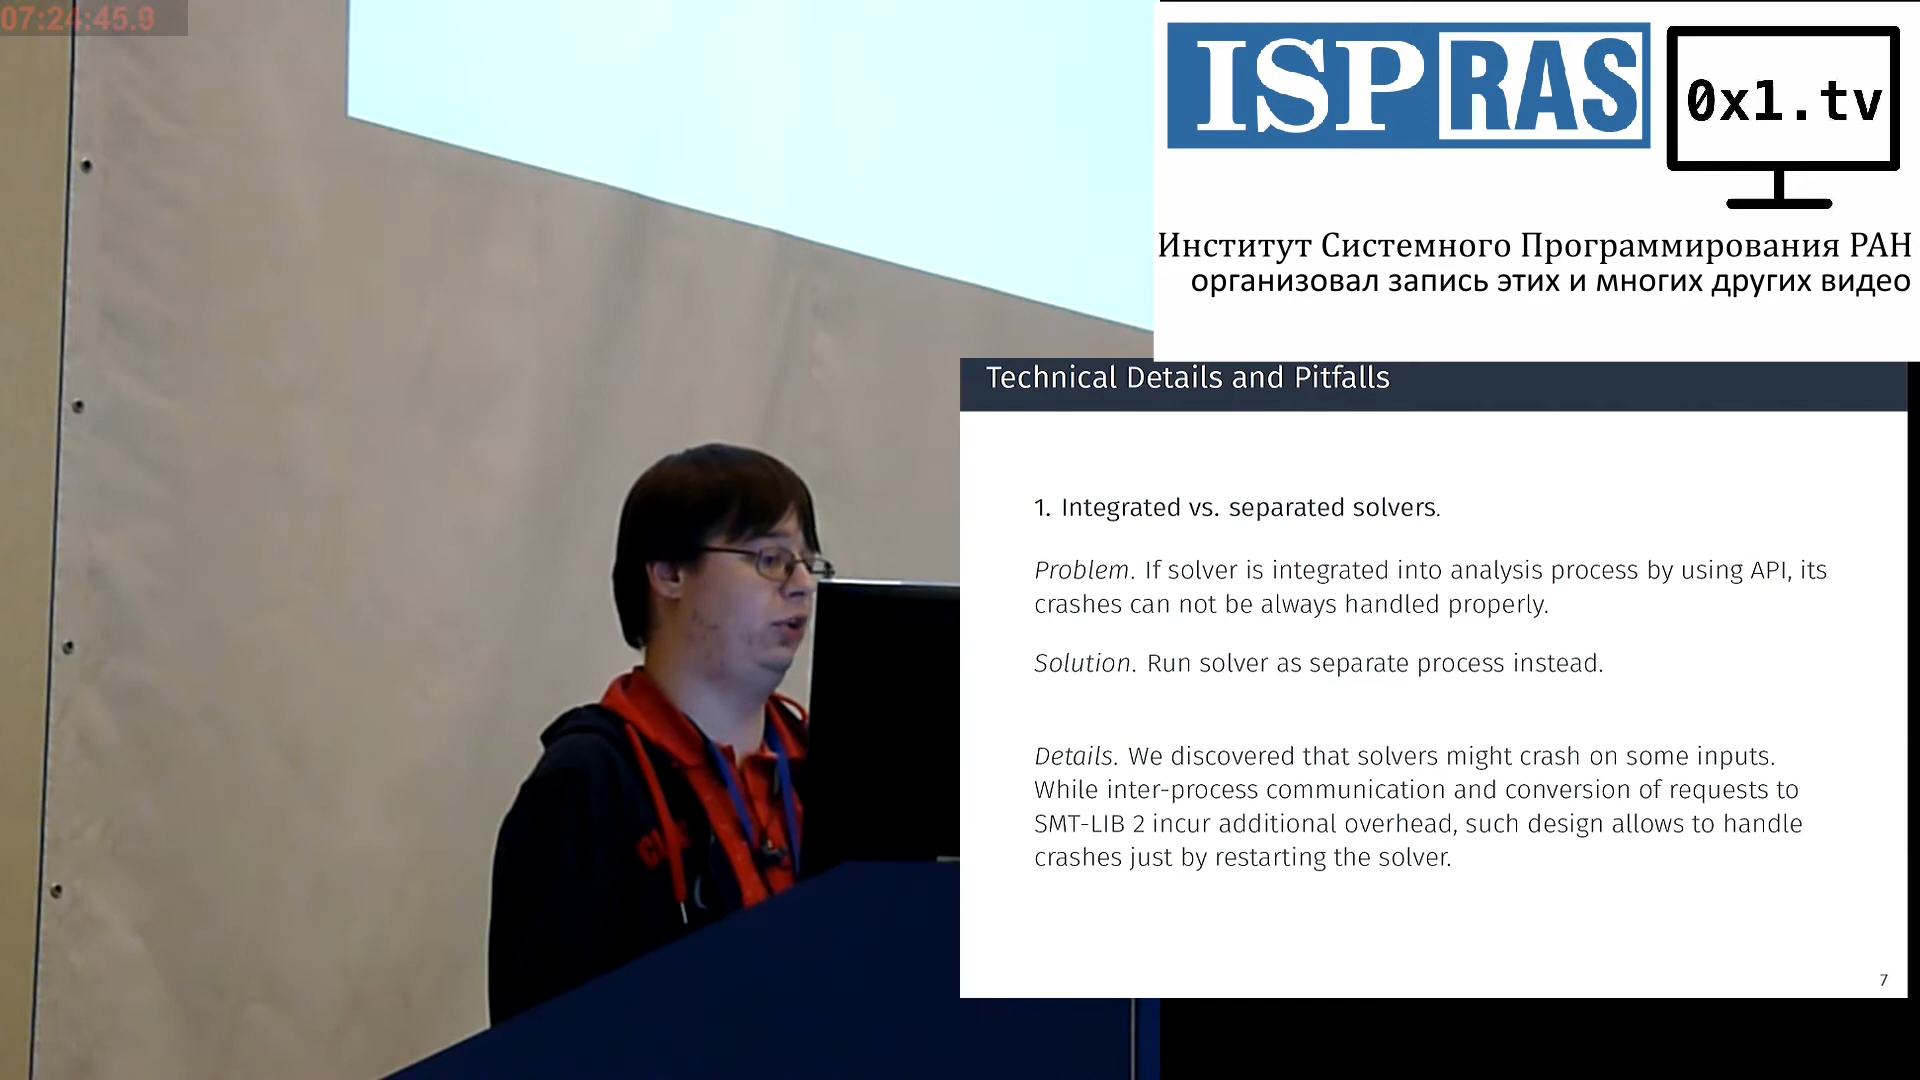 07:24:45.9
ISP RAS
0x1.tv
Институт Системного Программирования РАН
организовал запись этих и многих других видео
Technical Details and Pitfalls
1. Integrated vs. separated solvers.
Problem. If solver is integrated into analysis process by using API, its
crashes can not be always handled properly.
Solution. Run solver as separate process instead.
Details. We discovered that solvers might crash on some inputs.
While inter-process communication and conversion of requests to
SMT-LIB 2 incur additional overhead, such design allows to handle
crashes just by restarting the solver.
7